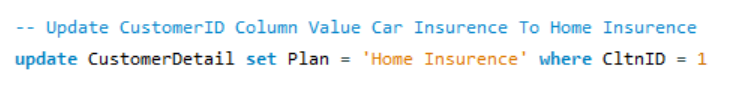 -- Update CustomerID Column Value Car Insurence To Home Insurence
update CustomerDetail set Plan = 'Home Insurence' where CltnID = 1